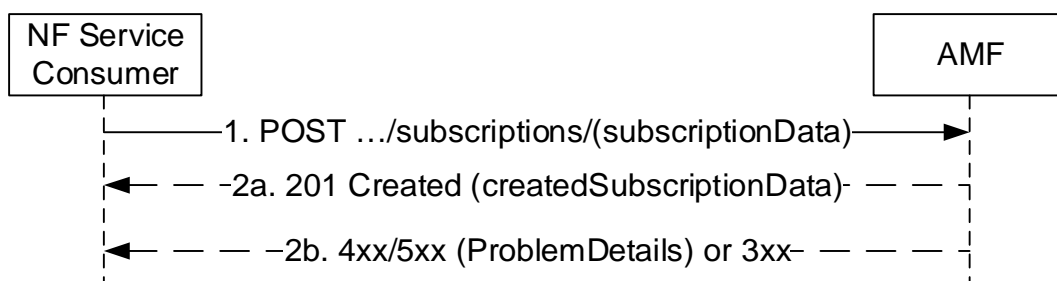 NF Service
Consumer
AMF
1. POST …/subscriptions/(subscriptionData)
2a. 201 Created (createdSubscriptionData)
2b. 4xx/5xx (ProblemDetails) or 3xx